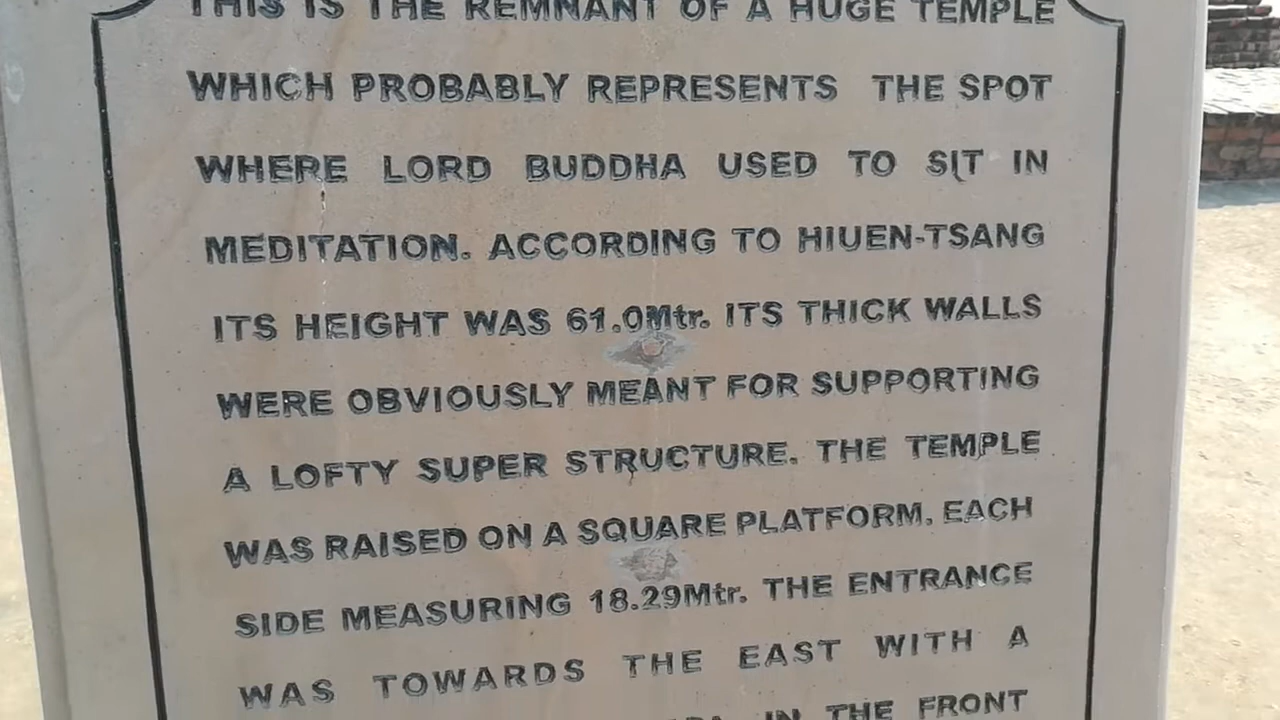 THIS IS THE REMNANT OF A HUGE TEMPLE
WHICH PROBABLY REPRESENTS THE SPOT
WHERE LORD BUDDHA USED TO SIT IN
MEDITATION. ACCORDING TO HIUEN-TSANG
ITS HEIGHT WAS 61.0Mtr. ITS THICK WALLS
WERE OBVIOUSLY MEANT FOR SUPPORTING
A LOFTY SUPER STRUCTURE. THE TEMPLE
WAS RAISED ON A SQUARE PLATFORM. EACH
SIDE MEASURING 18.29Mtr. THE ENTRANCE
WAS TOWARDS THE EAST WITH A
IN THE FRONT